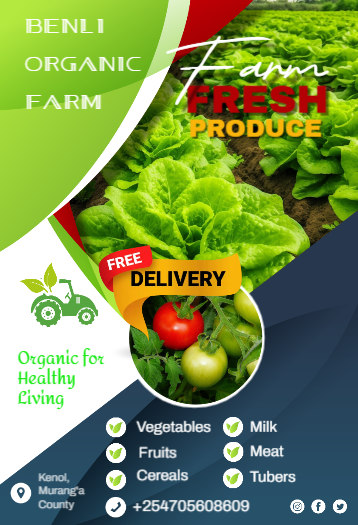 BENLI
ORGANIC
FARM
Farm
FRESH
PRODUCE
FREE
DELIVERY
Organic for
Healthy
Living
Vegetables
Milk
Fruits
Meat
Cereals
Tubers
Kenol,
Murang'a
County
+254705608609